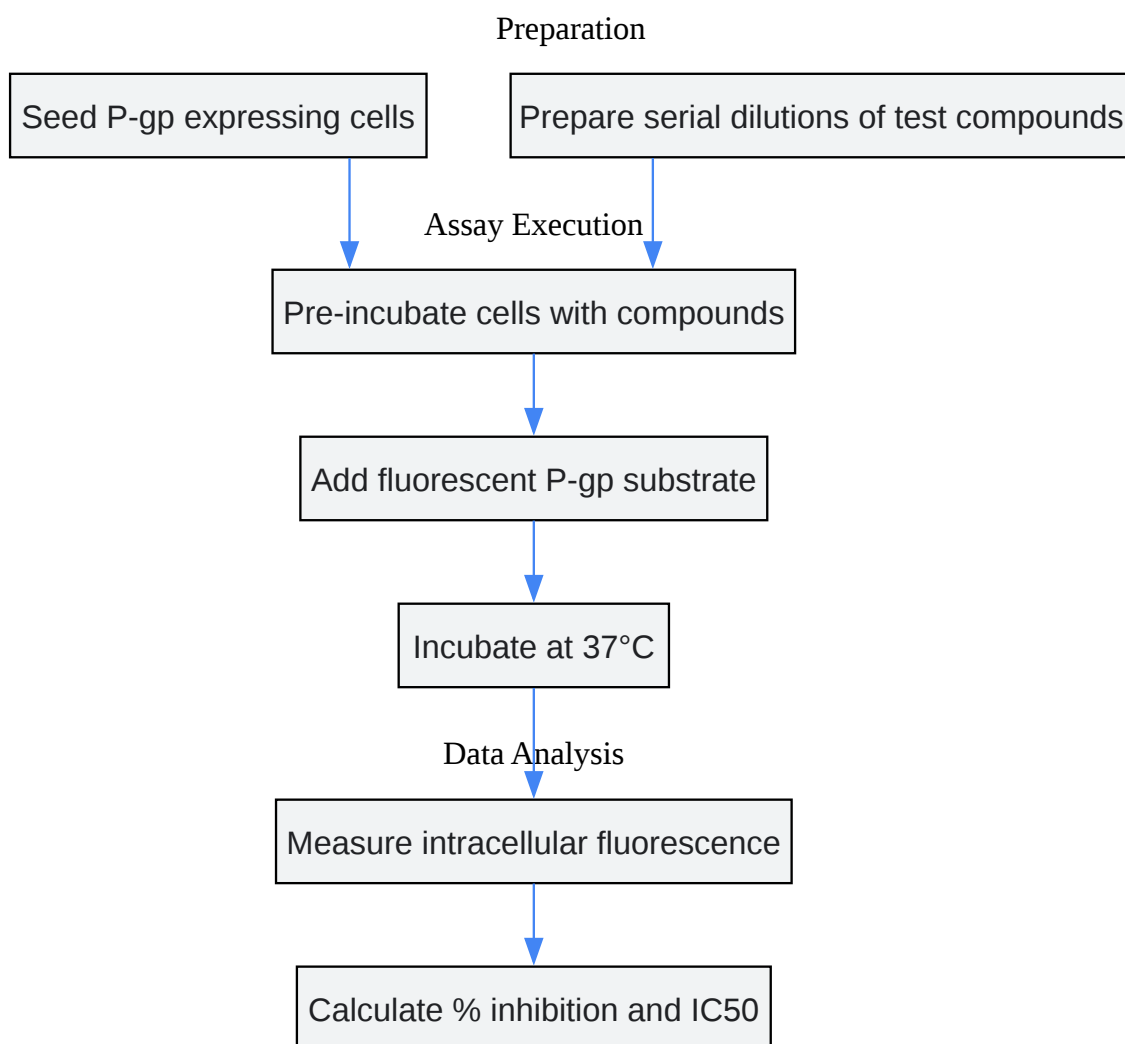 Preparation
Seed P-gp expressing cells
Prepare serial dilutions of test compounds
Assay Execution
Pre-incubate cells with compounds
Add fluorescent P-gp substrate
Incubate at 37°C
Data Analysis
Measure intracellular fluorescence
Calculate % inhibition and IC50